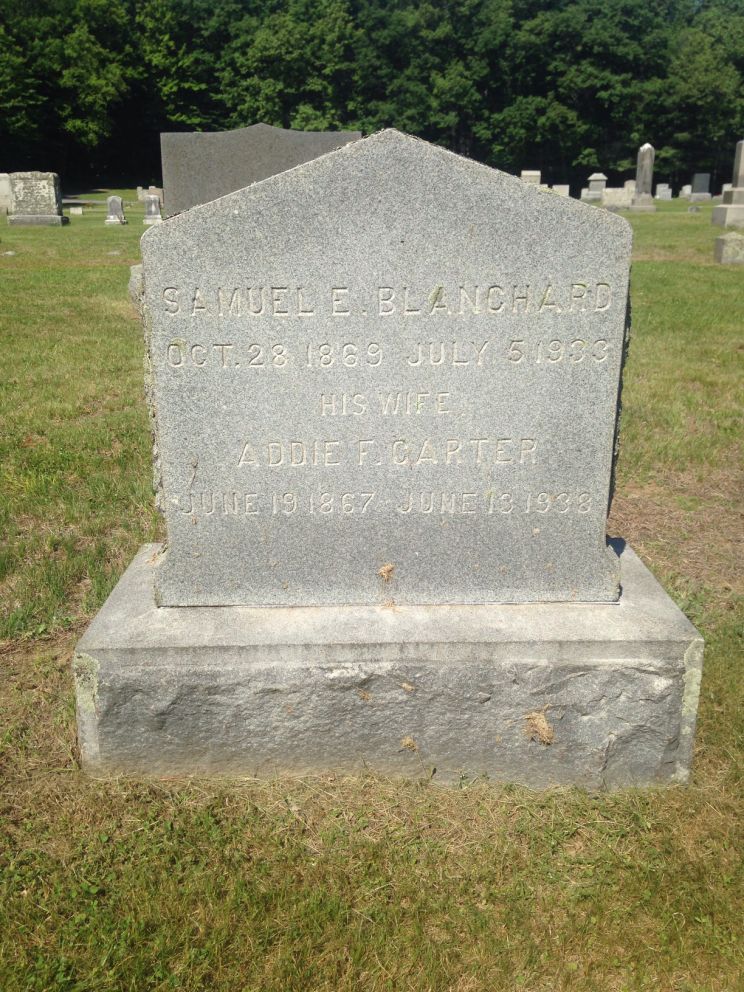 SAMUEL E. BLANCHARD
OCT. 28 1869 JULY 5 1933
HIS WIFE
ADDIE F. CARTER
JUNE 19 1867 JUNE 13 1938